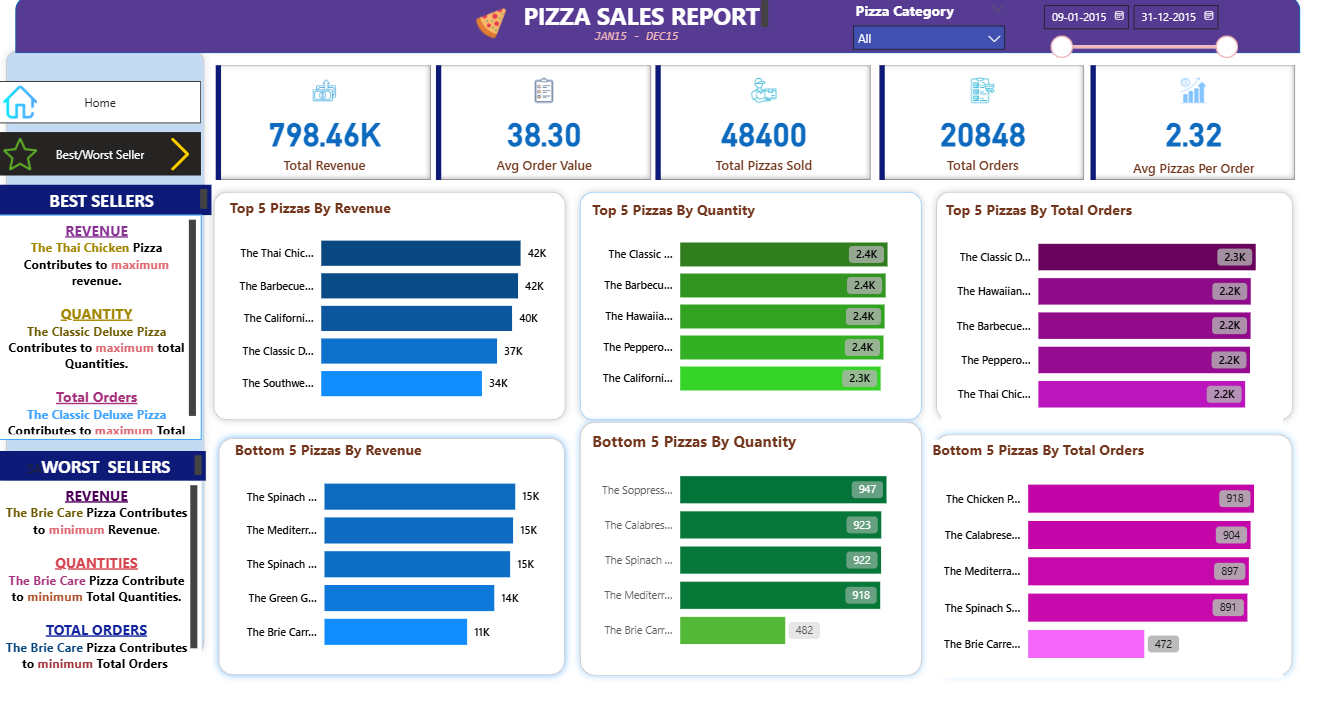 PIZZA SALES REPORT
JAN15 - DEC15
Pizza Category
All
09-01-2015
31-12-2015
Home
Best/Worst Seller
798.46K
Total Revenue
38.30
Avg Order Value
48400
Total Pizzas Sold
20848
Total Orders
2.32
Avg Pizzas Per Order
BEST SELLERS
REVENUE
The Thai Chicken Pizza
Contributes to maximum
revenue.
QUANTITY
The Classic Deluxe Pizza
Contributes to maximum total
Quantities.
Total Orders
The Classic Deluxe Pizza
Contributes to maximum Total
WORST SELLERS
REVENUE
The Brie Care Pizza Contributes
to minimum Revenue.
QUANTITIES
The Brie Care Pizza Contribute
to minimum Total Quantities.
TOTAL ORDERS
The Brie Care Pizza Contributes
to minimum Total Orders
Top 5 Pizzas By Revenue
The Thai Chic... 42K
The Barbecue... 42K
The Californi... 40K
The Classic D... 37K
The Southwe... 34K
Top 5 Pizzas By Quantity
The Classic ... 2.4K
The Barbecu... 2.4K
The Hawaiia... 2.4K
The Peppero... 2.4K
The Californi... 2.3K
Top 5 Pizzas By Total Orders
The Classic D... 2.3K
The Hawaiian... 2.2K
The Barbecue... 2.2K
The Peppero... 2.2K
The Thai Chic... 2.2K
Bottom 5 Pizzas By Revenue
The Spinach ... 15K
The Mediterr... 15K
The Spinach ... 15K
The Green G... 14K
The Brie Carr... 11K
Bottom 5 Pizzas By Quantity
The Soppress... 947
The Calabres... 923
The Spinach ... 922
The Mediterr... 918
The Brie Carr... 482
Bottom 5 Pizzas By Total Orders
The Chicken P... 918
The Calabrese... 904
The Mediterra... 897
The Spinach S... 891
The Brie Carre... 472